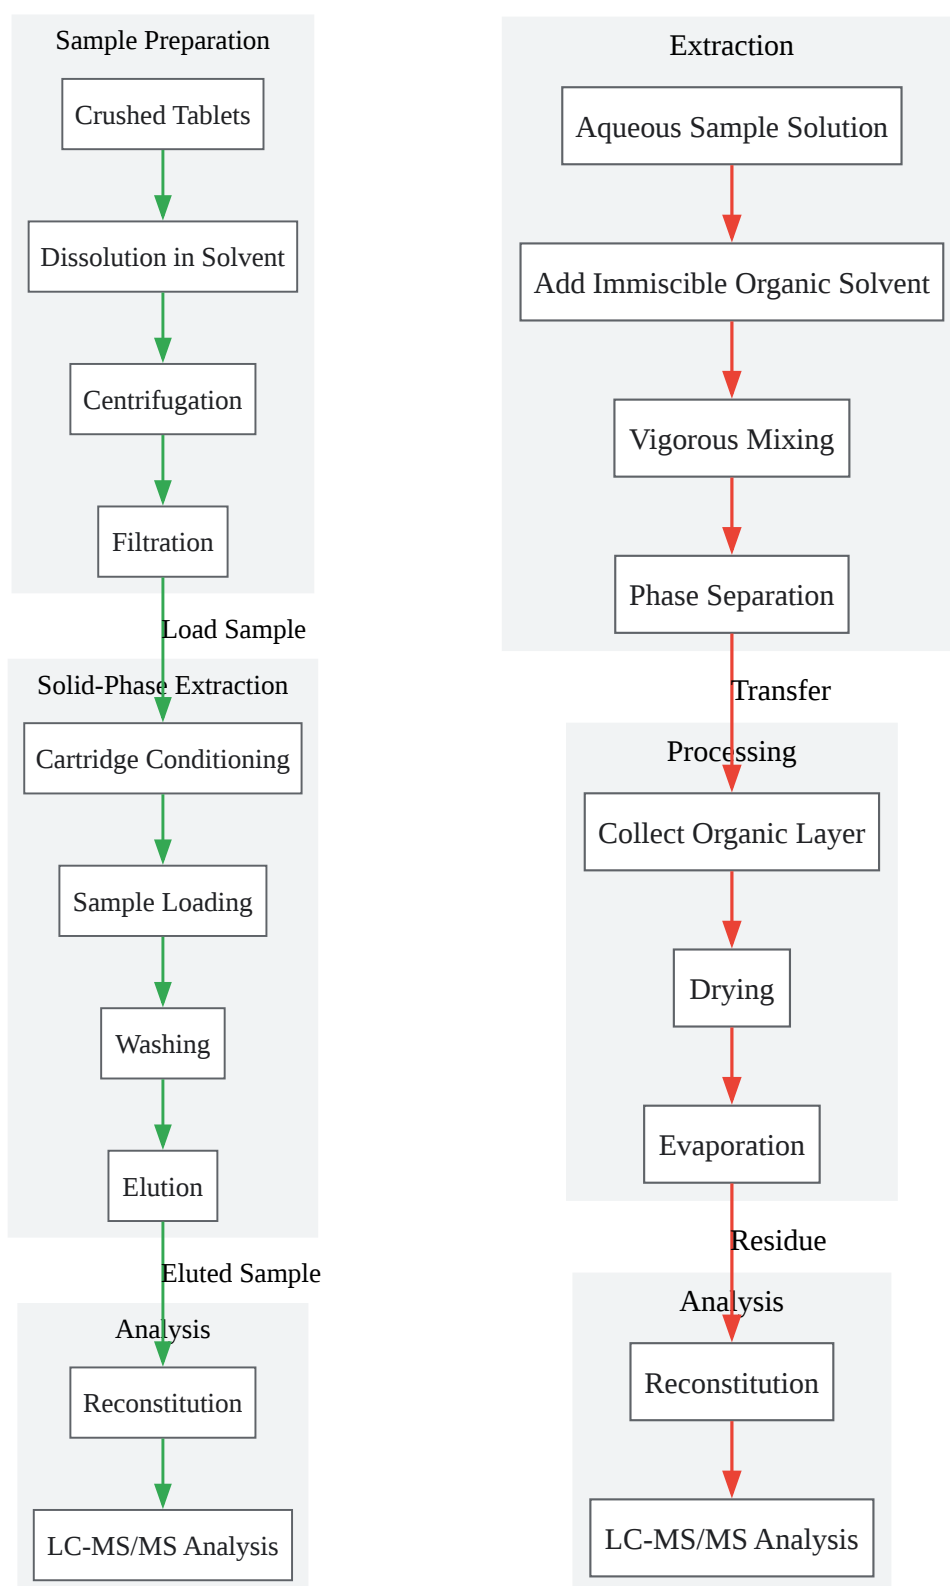 Sample Preparation
Crushed Tablets
Dissolution in Solvent
Centrifugation
Filtration
Load Sample
Solid-Phase Extraction
Cartridge Conditioning
Sample Loading
Washing
Elution
Eluted Sample
Analysis
Reconstitution
LC-MS/MS Analysis
Extraction
Aqueous Sample Solution
Add Immiscible Organic Solvent
Vigorous Mixing
Phase Separation
Transfer
Processing
Collect Organic Layer
Drying
Evaporation
Residue
Analysis
Reconstitution
LC-MS/MS Analysis